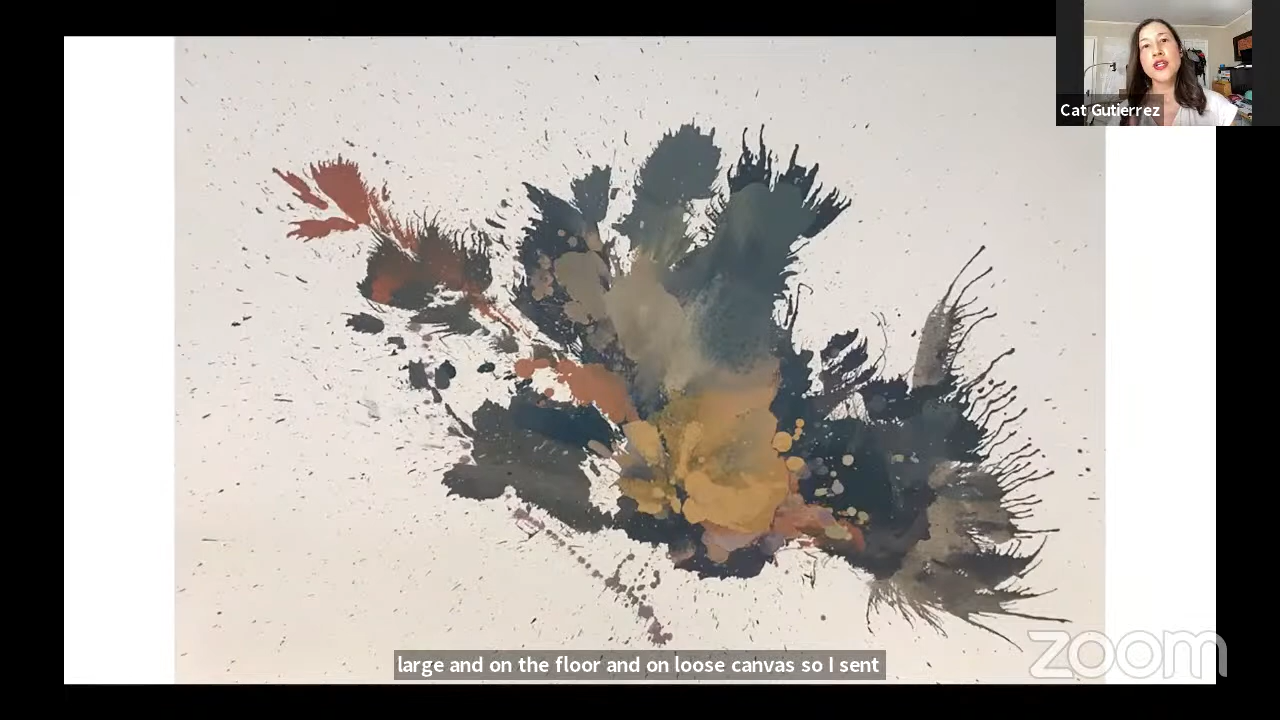 Cat Gutierrez
large and on the floor and on loose canvas so I sent
zoom